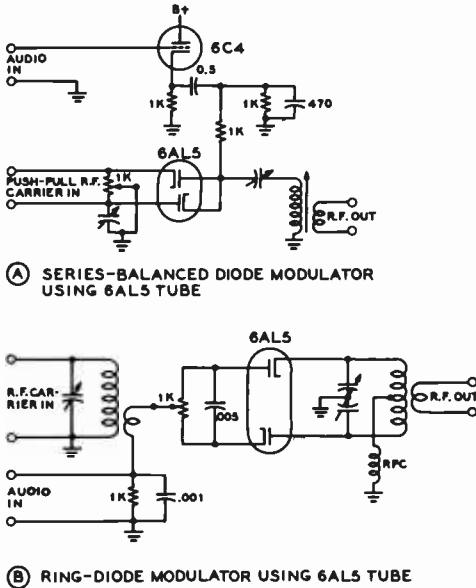 B+
6C4
AUDIO
IN
0.5
1K
1K
470
1K
6AL5
PUSH-PULL R.F.
CARRIER IN
1K
R.F. OUT
A SERIES-BALANCED DIODE MODULATOR
USING 6AL5 TUBE
6AL5
R.F. CAR-
RIER IN
1K
.005
R.F. OUT
RFC
AUDIO
IN
1K
.001
B RING-DIODE MODULATOR USING 6AL5 TUBE